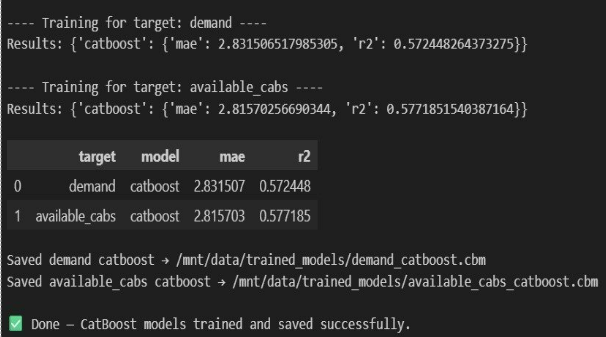 ---- Training for target: demand ----
Results: {'catboost': {'mae': 2.831506517985305, 'r2': 0.572448264373275}}
---- Training for target: available_cabs ----
Results: {'catboost': {'mae': 2.81570256690344, 'r2': 0.5771851540387164}}
target model mae r2
0 demand catboost 2.831507 0.572448
1 available_cabs catboost 2.815703 0.577185
Saved demand catboost → /mnt/data/trained_models/demand_catboost.cbm
Saved available_cabs catboost → /mnt/data/trained_models/available_cabs_catboost.cbm
✅ Done — CatBoost models trained and saved successfully.